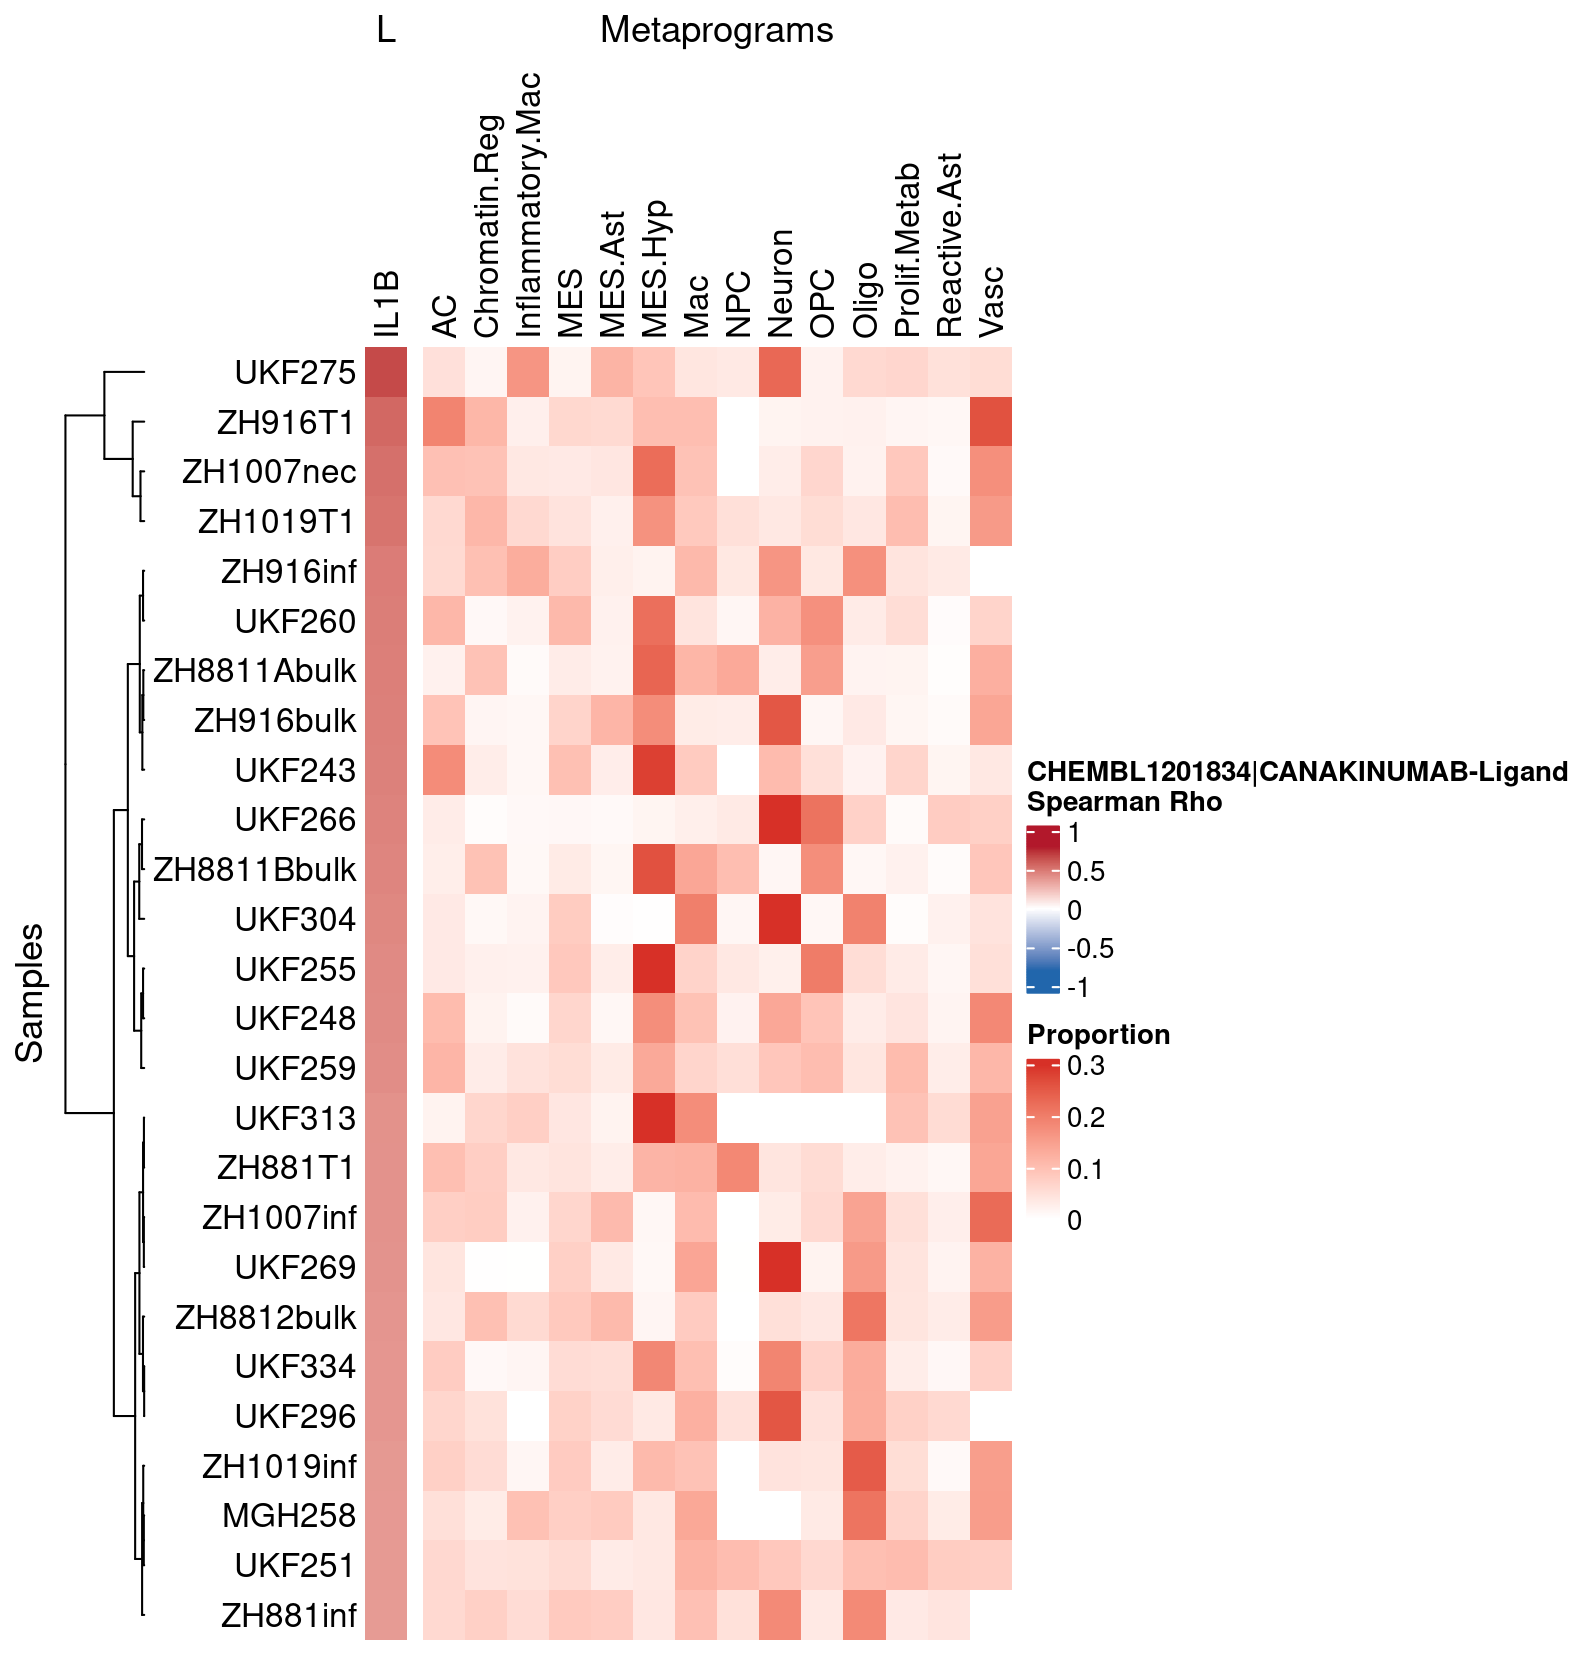 L Metaprograms
IL1B
AC
Chromatin.Reg
Inflammatory.Mac
MES
MES.Ast
MES.Hyp
Mac
NPC
Neuron
OPC
Oligo
Prolif.Metab
Reactive.Ast
Vasc
Samples
UKF275
ZH916T1
ZH1007nec
ZH1019T1
ZH916inf
UKF260
ZH8811Abulk
ZH916bulk
UKF243
UKF266
ZH8811Bbulk
UKF304
UKF255
UKF248
UKF259
UKF313
ZH881T1
ZH1007inf
UKF269
ZH8812bulk
UKF334
UKF296
ZH1019inf
MGH258
UKF251
ZH881inf
CHEMBL1201834|CANAKINUMAB-Ligand
Spearman Rho
1
0.5
0
-0.5
-1
Proportion
0.3
0.2
0.1
0